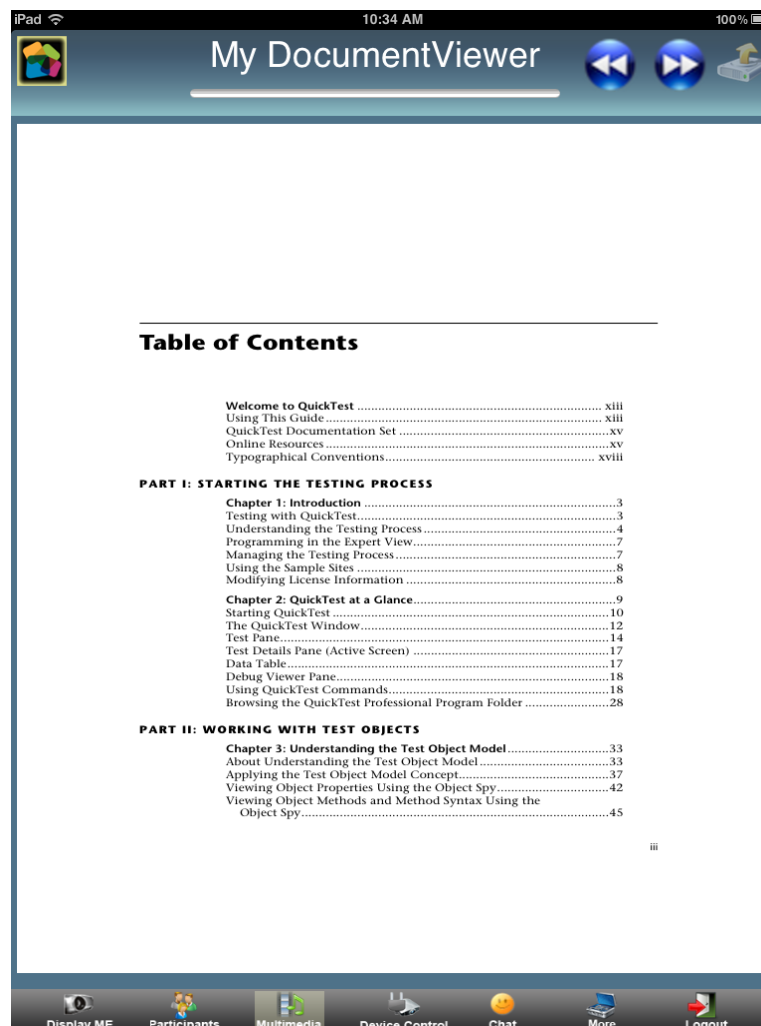 iPad 10:34 AM 100%
My DocumentViewer
Table of Contents
Welcome to QuickTest ...................................................................... xiii
Using This Guide ............................................................................... xiii
QuickTest Documentation Set ............................................................xv
Online Resources .................................................................................xv
Typographical Conventions............................................................ xviii
PART I: STARTING THE TESTING PROCESS
Chapter 1: Introduction ........................................................................3
Testing with QuickTest..........................................................................3
Understanding the Testing Process .......................................................4
Programming in the Expert View..........................................................7
Managing the Testing Process ...............................................................7
Using the Sample Sites ..........................................................................8
Modifying License Information ............................................................8
Chapter 2: QuickTest at a Glance..........................................................9
Starting QuickTest ...............................................................................10
The QuickTest Window.......................................................................12
Test Pane..............................................................................................14
Test Details Pane (Active Screen) ........................................................17
Data Table............................................................................................17
Debug Viewer Pane..............................................................................18
Using QuickTest Commands...............................................................18
Browsing the QuickTest Professional Program Folder ........................28
PART II: WORKING WITH TEST OBJECTS
Chapter 3: Understanding the Test Object Model .............................33
About Understanding the Test Object Model .....................................33
Applying the Test Object Model Concept...........................................37
Viewing Object Properties Using the Object Spy................................42
Viewing Object Methods and Method Syntax Using the
Object Spy........................................................................................45
iii
Display ME Participants Multimedia Device Control Chat More Logout